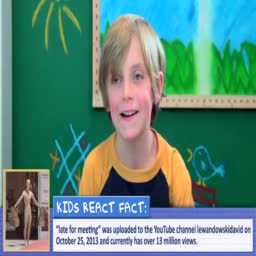 KIDS REACT FACT:
"late for meeting" was uploaded to the YouTube channel lewandowskidavid on
October 25, 2013 and currently has over 13 million views.